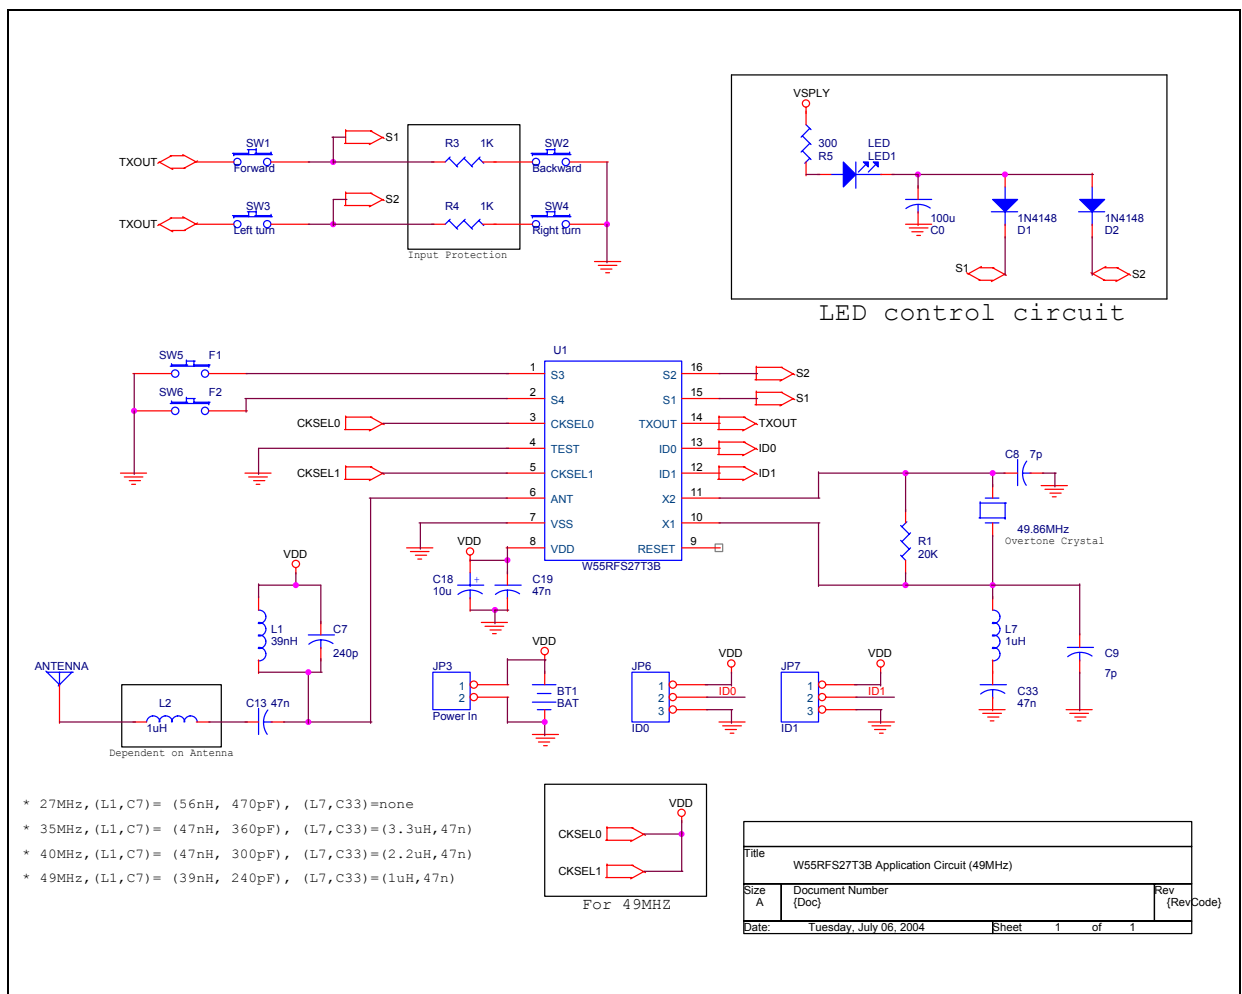 VSPLY
300
R5
LED
LED1
100u
C0
1N4148
D1
1N4148
D2
S1
S2
LED control circuit
TXOUT
SW1
Forward
S1
R3 1K
SW2
Backward
TXOUT
SW3
Left turn
S2
R4 1K
SW4
Right turn
Input Protection
U1
SW5 F1
SW6 F2
CKSEL0
CKSEL1
1 S3
2 S4
3 CKSEL0
4 TEST
5 CKSEL1
6 ANT
7 VSS
8 VDD
S2 16
S1 15
TXOUT 14
ID0 13
ID1 12
X2 11
X1 10
RESET 9
W55RFS27T3B
S2
S1
TXOUT
ID0
ID1
C8 7p
R1
20K
49.86MHz
Overtone Crystal
L7
1uH
C9
7p
C33
47n
VDD
C18
10u
+
C19
47n
VDD
L1
39nH
C7
240p
ANTENNA
L2
1uH
C13 47n
Dependent on Antenna
JP3
1
2
Power In
VDD
BT1
BAT
JP6
1
2
3
ID0
VDD
ID0
JP7
1
2
3
ID1
VDD
ID1
* 27MHz,(L1,C7)= (56nH, 470pF), (L7,C33)=none
* 35MHz,(L1,C7)= (47nH, 360pF), (L7,C33)=(3.3uH,47n)
* 40MHz,(L1,C7)= (47nH, 300pF), (L7,C33)=(2.2uH,47n)
* 49MHz,(L1,C7)= (39nH, 240pF), (L7,C33)=(1uH,47n)
VDD
CKSEL0
CKSEL1
For 49MHZ
Title
W55RFS27T3B Application Circuit (49MHz)
Size Document Number Rev
A {Doc} {RevCode}
Date: Tuesday, July 06, 2004 Sheet 1 of 1